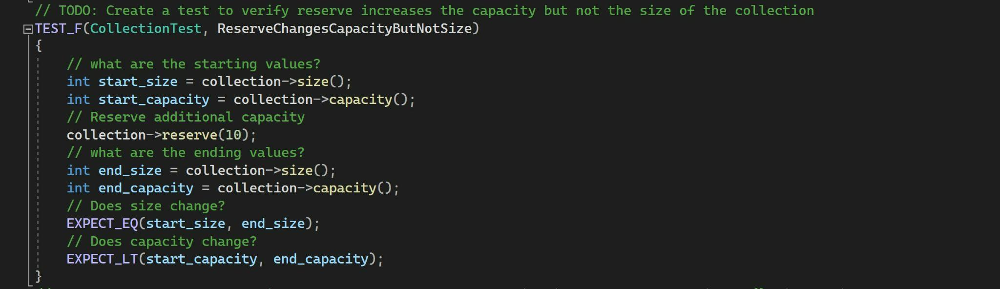 // TODO: Create a test to verify reserve increases the capacity but not the size of the collection
TEST_F(CollectionTest, ReserveChangesCapacityButNotSize)
{
// what are the starting values?
int start_size = collection->size();
int start_capacity = collection->capacity();
// Reserve additional capacity
collection->reserve(10);
// what are the ending values?
int end_size = collection->size();
int end_capacity = collection->capacity();
// Does size change?
EXPECT_EQ(start_size, end_size);
// Does capacity change?
EXPECT_LT(start_capacity, end_capacity);
}